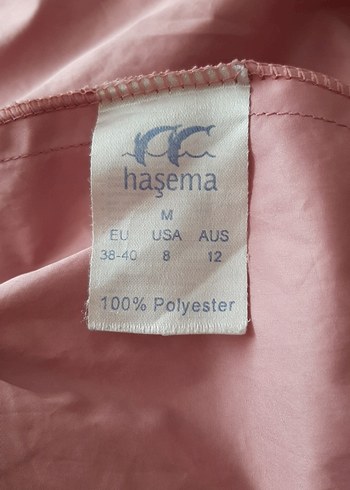 haşema
M
EU USA AUS
38-40 8 12
100% Polyester